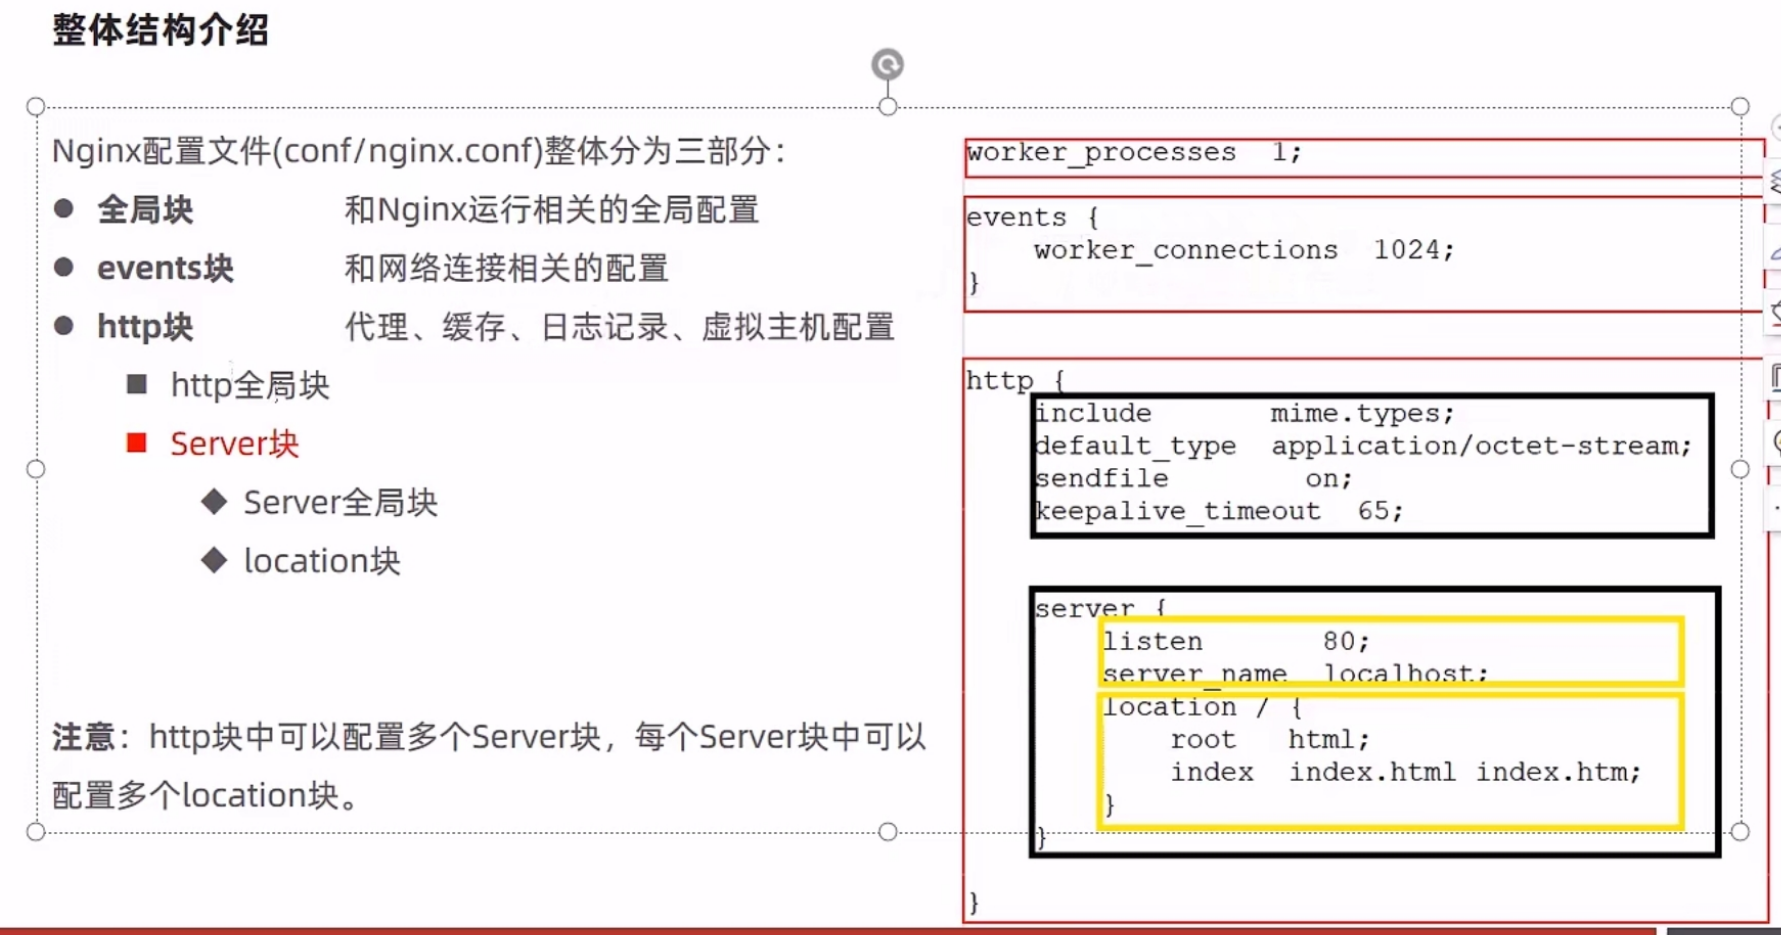 整体结构介绍
Nginx配置文件(conf/nginx.conf)整体分为三部分：
全局块 和Nginx运行相关的全局配置
events块 和网络连接相关的配置
http块 代理、缓存、日志记录、虚拟主机配置
http全局块
Server块
Server全局块
location块
注意：http块中可以配置多个Server块，每个Server块中可以
配置多个location块。
worker_processes 1;
events {
worker_connections 1024;
}
http {
include mime.types;
default_type application/octet-stream;
sendfile on;
keepalive_timeout 65;
server {
listen 80;
server_name localhost;
location / {
root html;
index index.html index.htm;
}
}
}